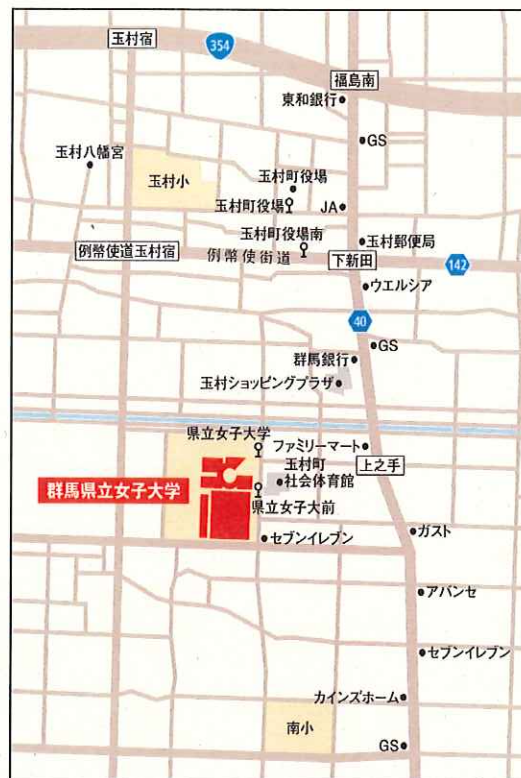 玉村宿
354
福島南
東和銀行
GS
玉村八幡宮
玉村小
玉村町役場
玉村町役場
JA
玉村町役場南
玉村郵便局
例幣使道玉村宿
例幣使街道
下新田
142
ウエルシア
40
GS
群馬銀行
玉村ショッピングプラザ
県立女子大学
ファミリーマート
上之手
玉村町
社会体育館
群馬県立女子大学
県立女子大前
セブンイレブン
ガスト
アバンセ
セブンイレブン
カインズホーム
南小
GS